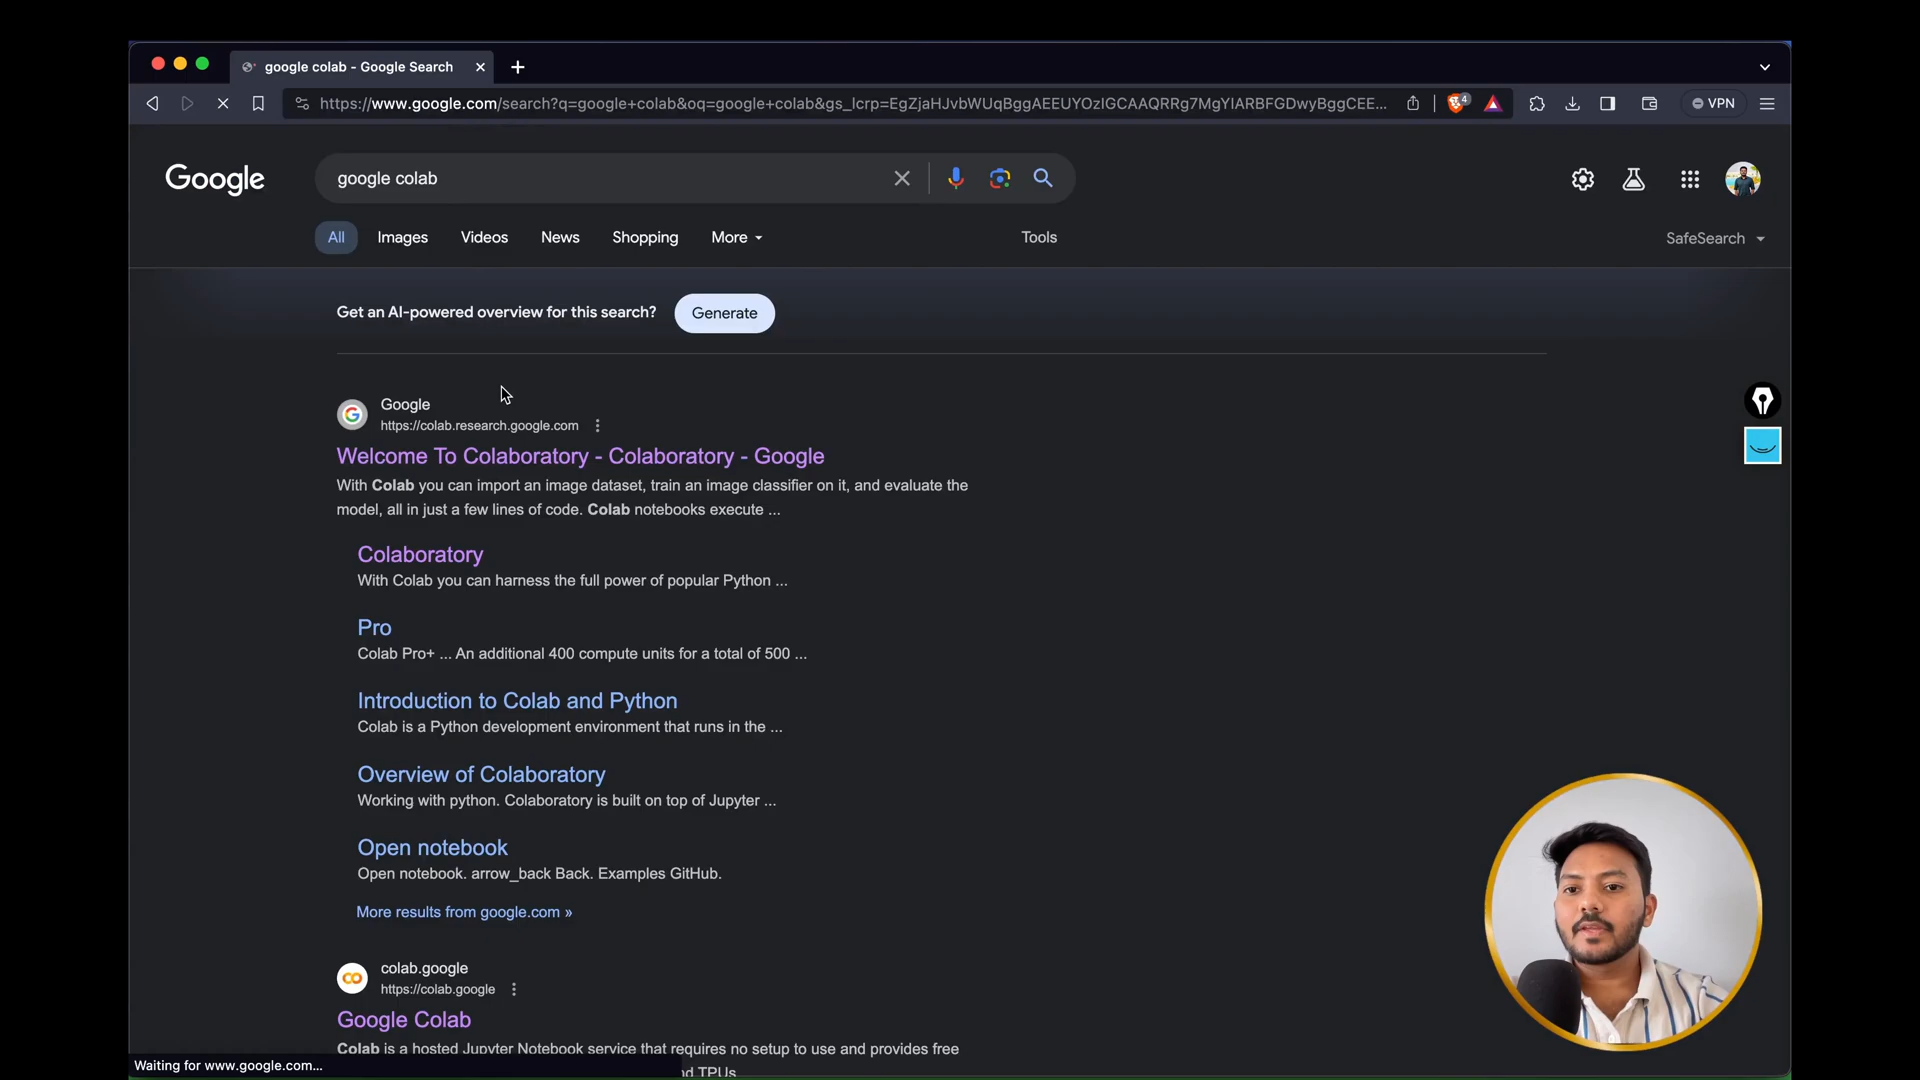 google colab - Google Search
https://www.google.com/search?q=google+colab&oq=google+colab&gs_lcrp=EgZjaHJvbWUqBggAEEUYOzIGCAAQRRg7MgYIARBFGDwyBggCEE...
4
VPN
Google
google colab
All
Images
Videos
News
Shopping
More
Tools
SafeSearch
Get an AI-powered overview for this search?
Generate
Google
https://colab.research.google.com
Welcome To Colaboratory - Colaboratory - Google
With Colab you can import an image dataset, train an image classifier on it, and evaluate the
model, all in just a few lines of code. Colab notebooks execute ...
Colaboratory
With Colab you can harness the full power of popular Python ...
Pro
Colab Pro+ ... An additional 400 compute units for a total of 500 ...
Introduction to Colab and Python
Colab is a Python development environment that runs in the ...
Overview of Colaboratory
Working with python. Colaboratory is built on top of Jupyter ...
Open notebook
Open notebook. arrow_back Back. Examples GitHub.
More results from google.com »
colab.google
https://colab.google
Google Colab
Colab is a hosted Jupyter Notebook service that requires no setup to use and provides free
TPUs
Waiting for www.google.com...